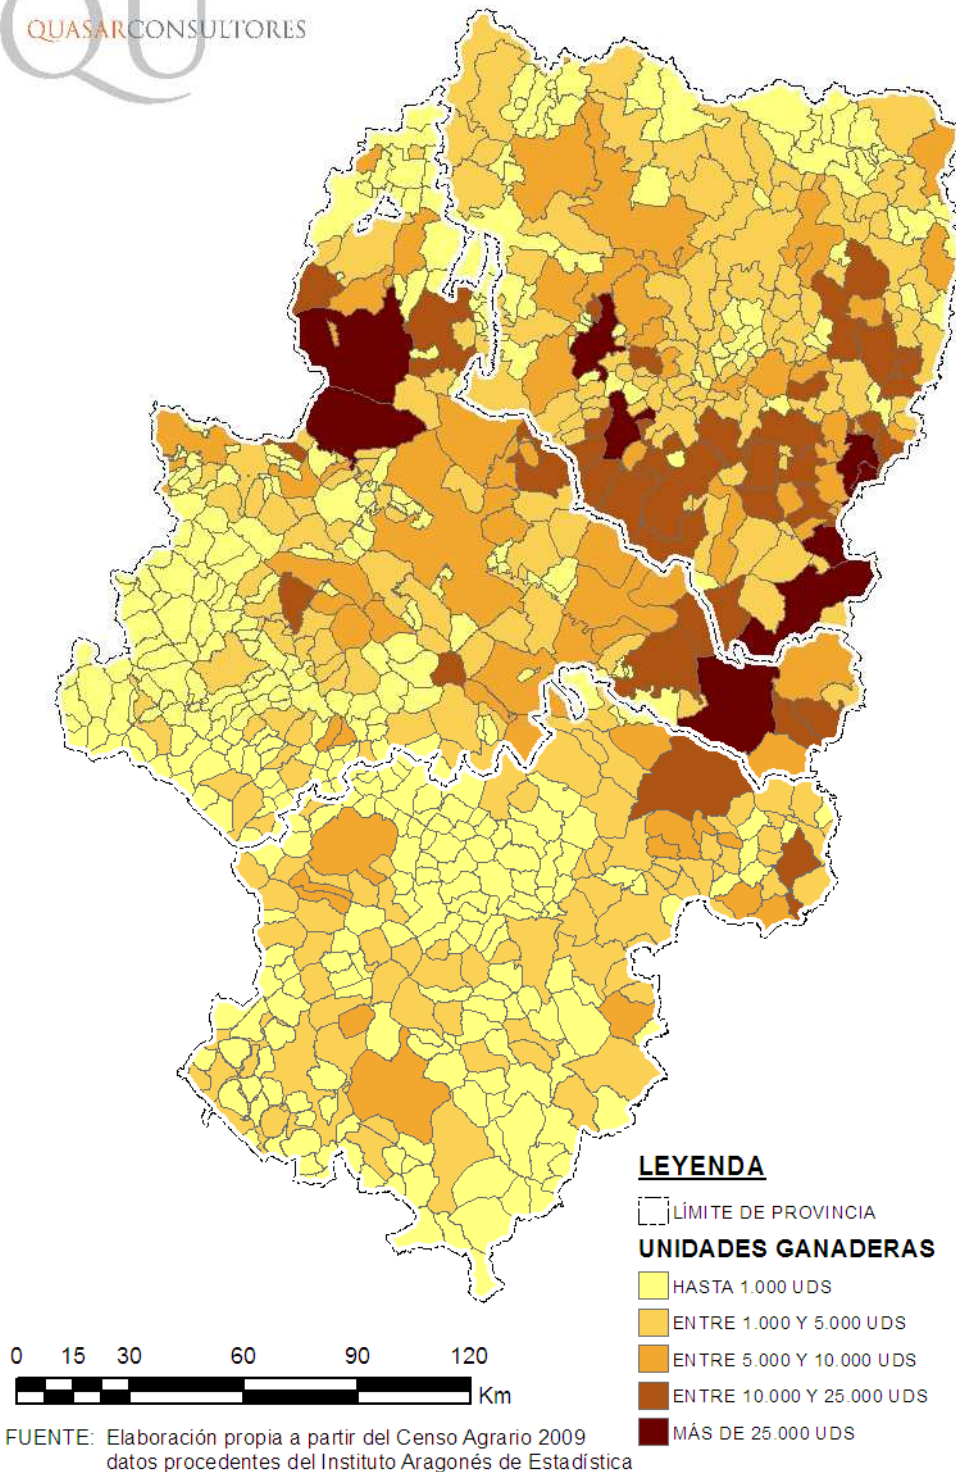 QU
QUASARCONSULTORES
LEYENDA
LÍMITE DE PROVINCIA
UNIDADES GANADERAS
HASTA 1.000 UDS
ENTRE 1.000 Y 5.000 UDS
ENTRE 5.000 Y 10.000 UDS
ENTRE 10.000 Y 25.000 UDS
MÁS DE 25.000 UDS
0 15 30 60 90 120
Km
FUENTE: Elaboración propia a partir del Censo Agrario 2009
datos procedentes del Instituto Aragonés de Estadística